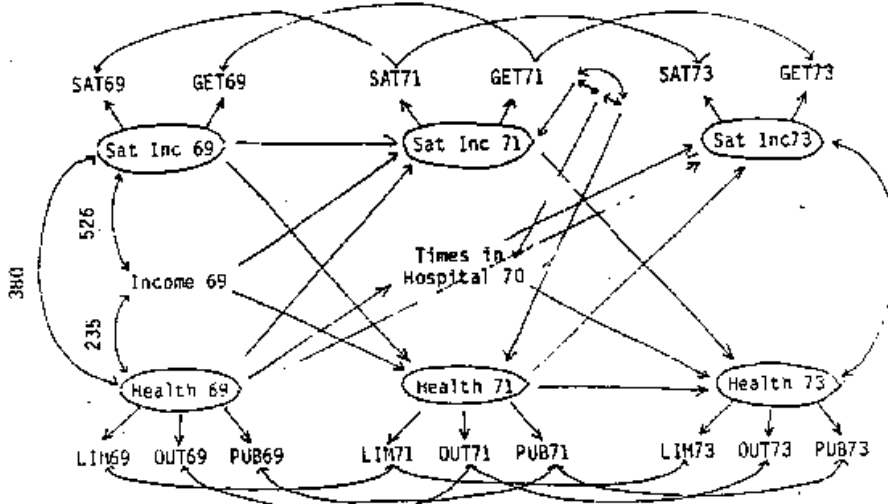 SAT69 GET69 SAT71 GET71 SAT73 GET73
Sat Inc 69 Sat Inc 71 Sat Inc73
526
380
Times in
Hospital 70
Income 69
235
Health 69 Health 71 Health 73
LIM69 OUT69 PUB69 LIM71 OUT71 PUB71 LIM73 OUT73 PUB73